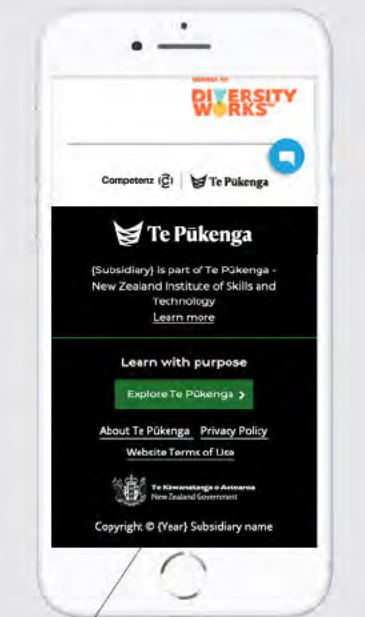 DIVERSITY
WORKS
Competenz (C) Te Pūkenga
Te Pūkenga
{Subsidiary} is part of Te Pūkenga -
New Zealand Institute of Skills and
Technology
Learn more
Learn with purpose
Explore Te Pūkenga >
About Te Pūkenga Privacy Policy
Website Terms of Use
Te Kāwanatanga o Aotearoa
New Zealand Government
Copyright © {Year} Subsidiary name